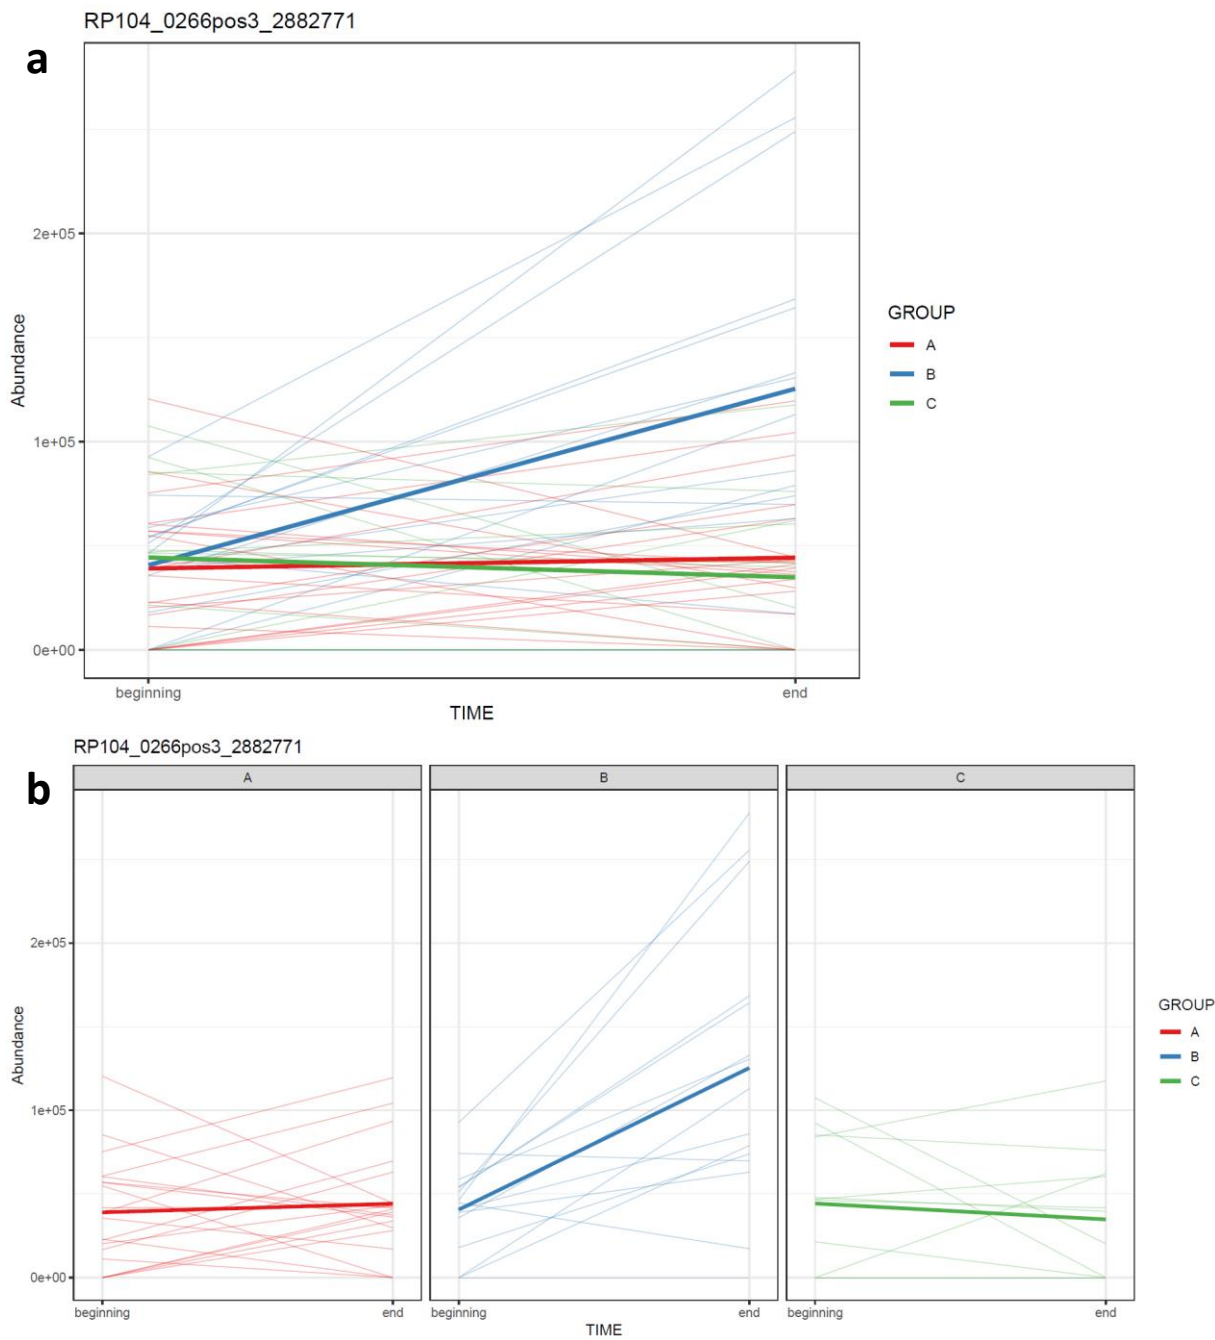 RP104_0266pos3_2882771
a
2e+05
1e+05
0e+00
Abundance
beginning end
TIME
GROUP
A
B
C
RP104_0266pos3_2882771
b
A B C
2e+05
1e+05
0e+00
Abundance
beginning end beginning end beginning end
TIME
GROUP
A
B
C